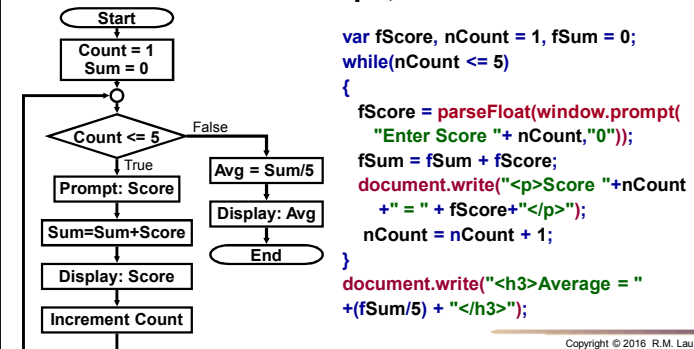 Start
Count = 1
Sum = 0
Count <= 5
False
True
Prompt: Score
Sum=Sum+Score
Display: Score
Increment Count
Avg = Sum/5
Display: Avg
End
var fScore, nCount = 1, fSum = 0;
while(nCount <= 5)
{
fScore = parseFloat(window.prompt(
"Enter Score "+ nCount,"0"));
fSum = fSum + fScore;
document.write("<p>Score "+nCount
+" = " + fScore+"</p>");
nCount = nCount + 1;
}
document.write("<h3>Average = "
+(fSum/5) + "</h3>");
Copyright © 2016 R.M. Lau